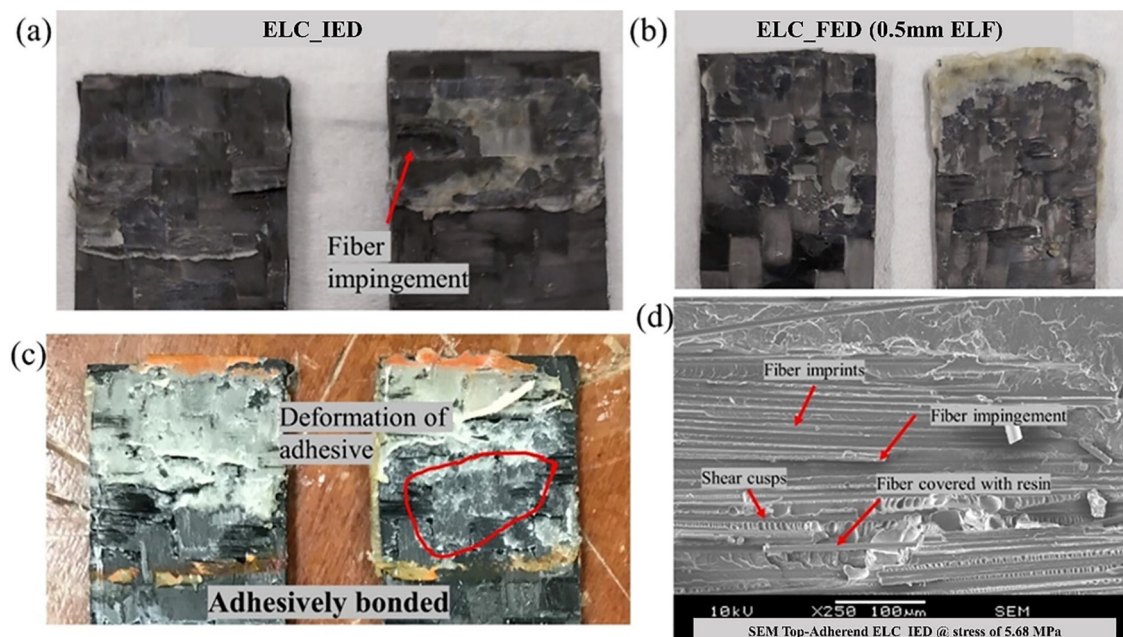 (a)
ELC_IED
Fiber
impingement
(b)
ELC_FED (0.5mm ELF)
(c)
Deformation of
adhesive
Adhesively bonded
(d)
Fiber imprints
Fiber impingement
Shear cusps
Fiber covered with resin
10kV X250 100μm SEM
SEM Top-Adherend ELC_IED @ stress of 5.68 MPa